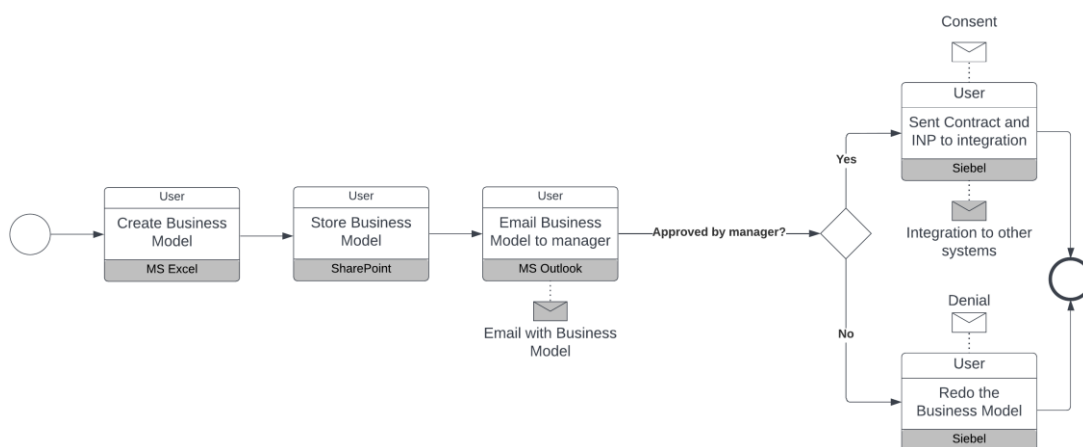 User
Create Business
Model
MS Excel
User
Store Business
Model
SharePoint
User
Email Business
Model to manager
MS Outlook
Email with Business
Model
Approved by manager?
Yes
No
Consent
User
Sent Contract and
INP to integration
Siebel
Integration to other
systems
Denial
User
Redo the
Business Model
Siebel